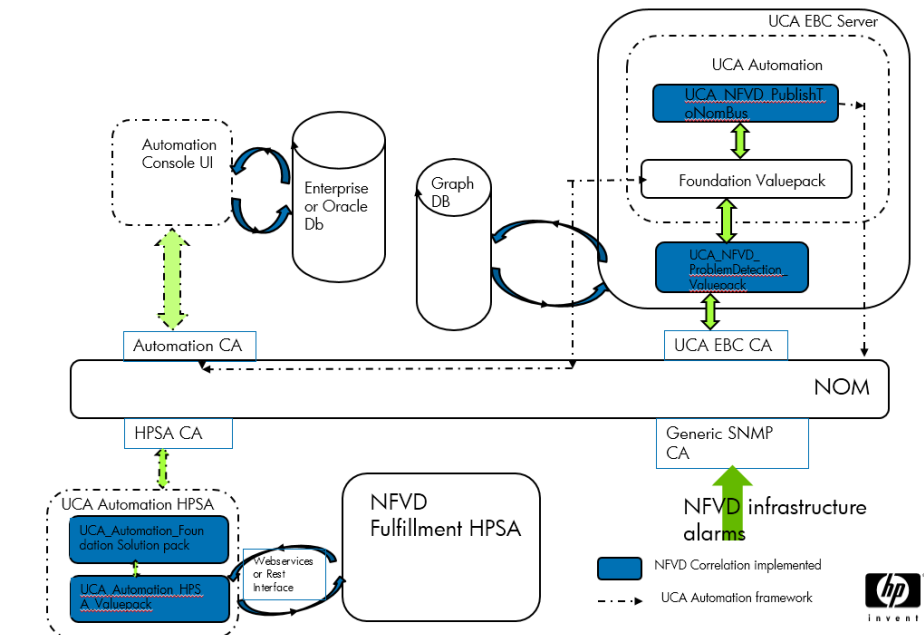 UCA EBC Server
UCA Automation
UCA_NFVD_PublishT
oNomBus
Automation
Console UI
Enterprise
or Oracle
Db
Graph
DB
Foundation Valuepack
UCA_NFVD_
ProblemDetection_
Valuepack
Automation CA
UCA EBC CA
NOM
HPSA CA
Generic SNMP
CA
UCA Automation HPSA
UCA_Automation_Foun
dation Solution pack
UCA_Automation_HPS
A_Valuepack
Webservices
or Rest
Interface
NFVD
Fulfillment HPSA
NFVD infrastructure
alarms
NFVD Correlation implemented
UCA Automation framework
hp
invent